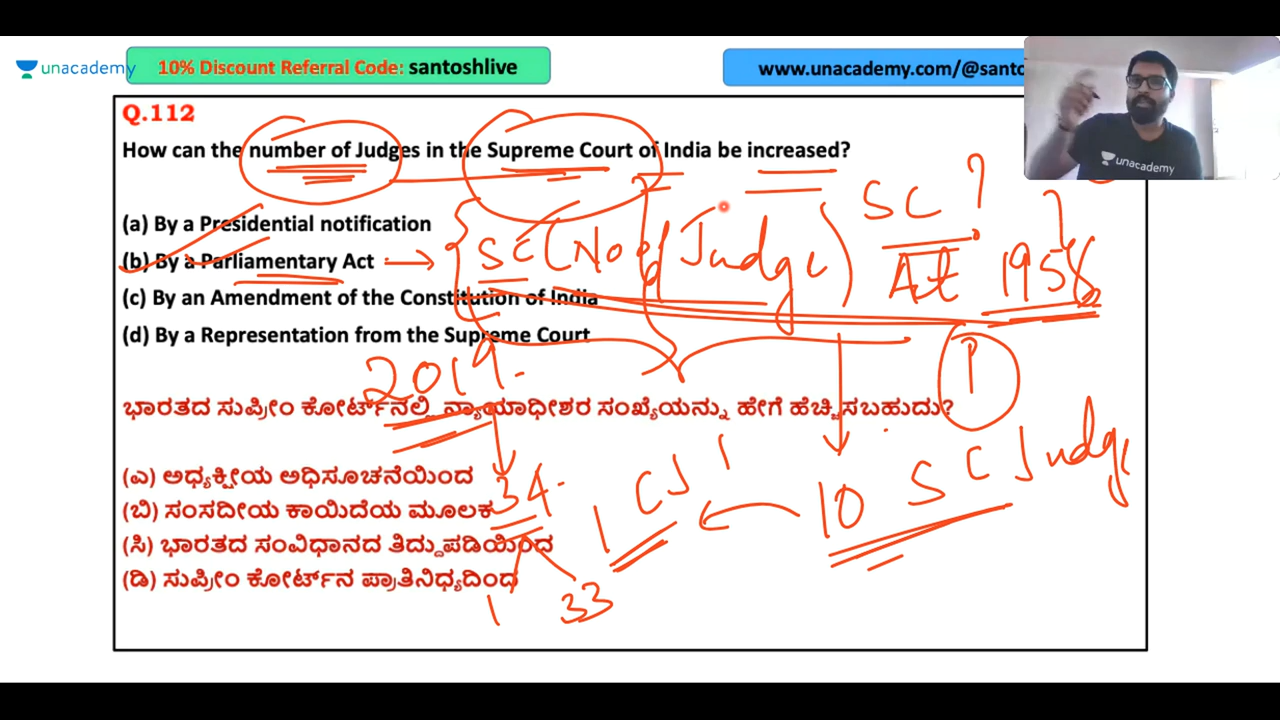 unacademy
10% Discount Referral Code: santoshlive
www.unacademy.com/@santo
unacademy
Q.112
How can the number of Judges in the Supreme Court of India be increased?
(a) By a Presidential notification
(b) By a Parliamentary Act
(c) By an Amendment of the Constitution of India
(d) By a Representation from the Supreme Court
SC (No of Judge) SC ?
Act 1956
2019.
ಭಾರತದ ಸುಪ್ರೀಂ ಕೋರ್ಟ್‌ನಲ್ಲಿ ನ್ಯಾಯಾಧೀಶರ ಸಂಖ್ಯೆಯನ್ನು ಹೇಗೆ ಹೆಚ್ಚಿಸಬಹುದು?
(ಎ) ಅಧ್ಯಕ್ಷೀಯ ಅಧಿಸೂಚನೆಯಿಂದ
(ಬಿ) ಸಂಸದೀಯ ಕಾಯಿದೆಯ ಮೂಲಕ
(ಸಿ) ಭಾರತದ ಸಂವಿಧಾನದ ತಿದ್ದುಪಡಿಯಿಂದ
(ಡಿ) ಸುಪ್ರೀಂ ಕೋರ್ಟ್‌ನ ಪ್ರಾತಿನಿಧ್ಯದಿಂದ
34
1 CJI
10 SC Judge
1 33